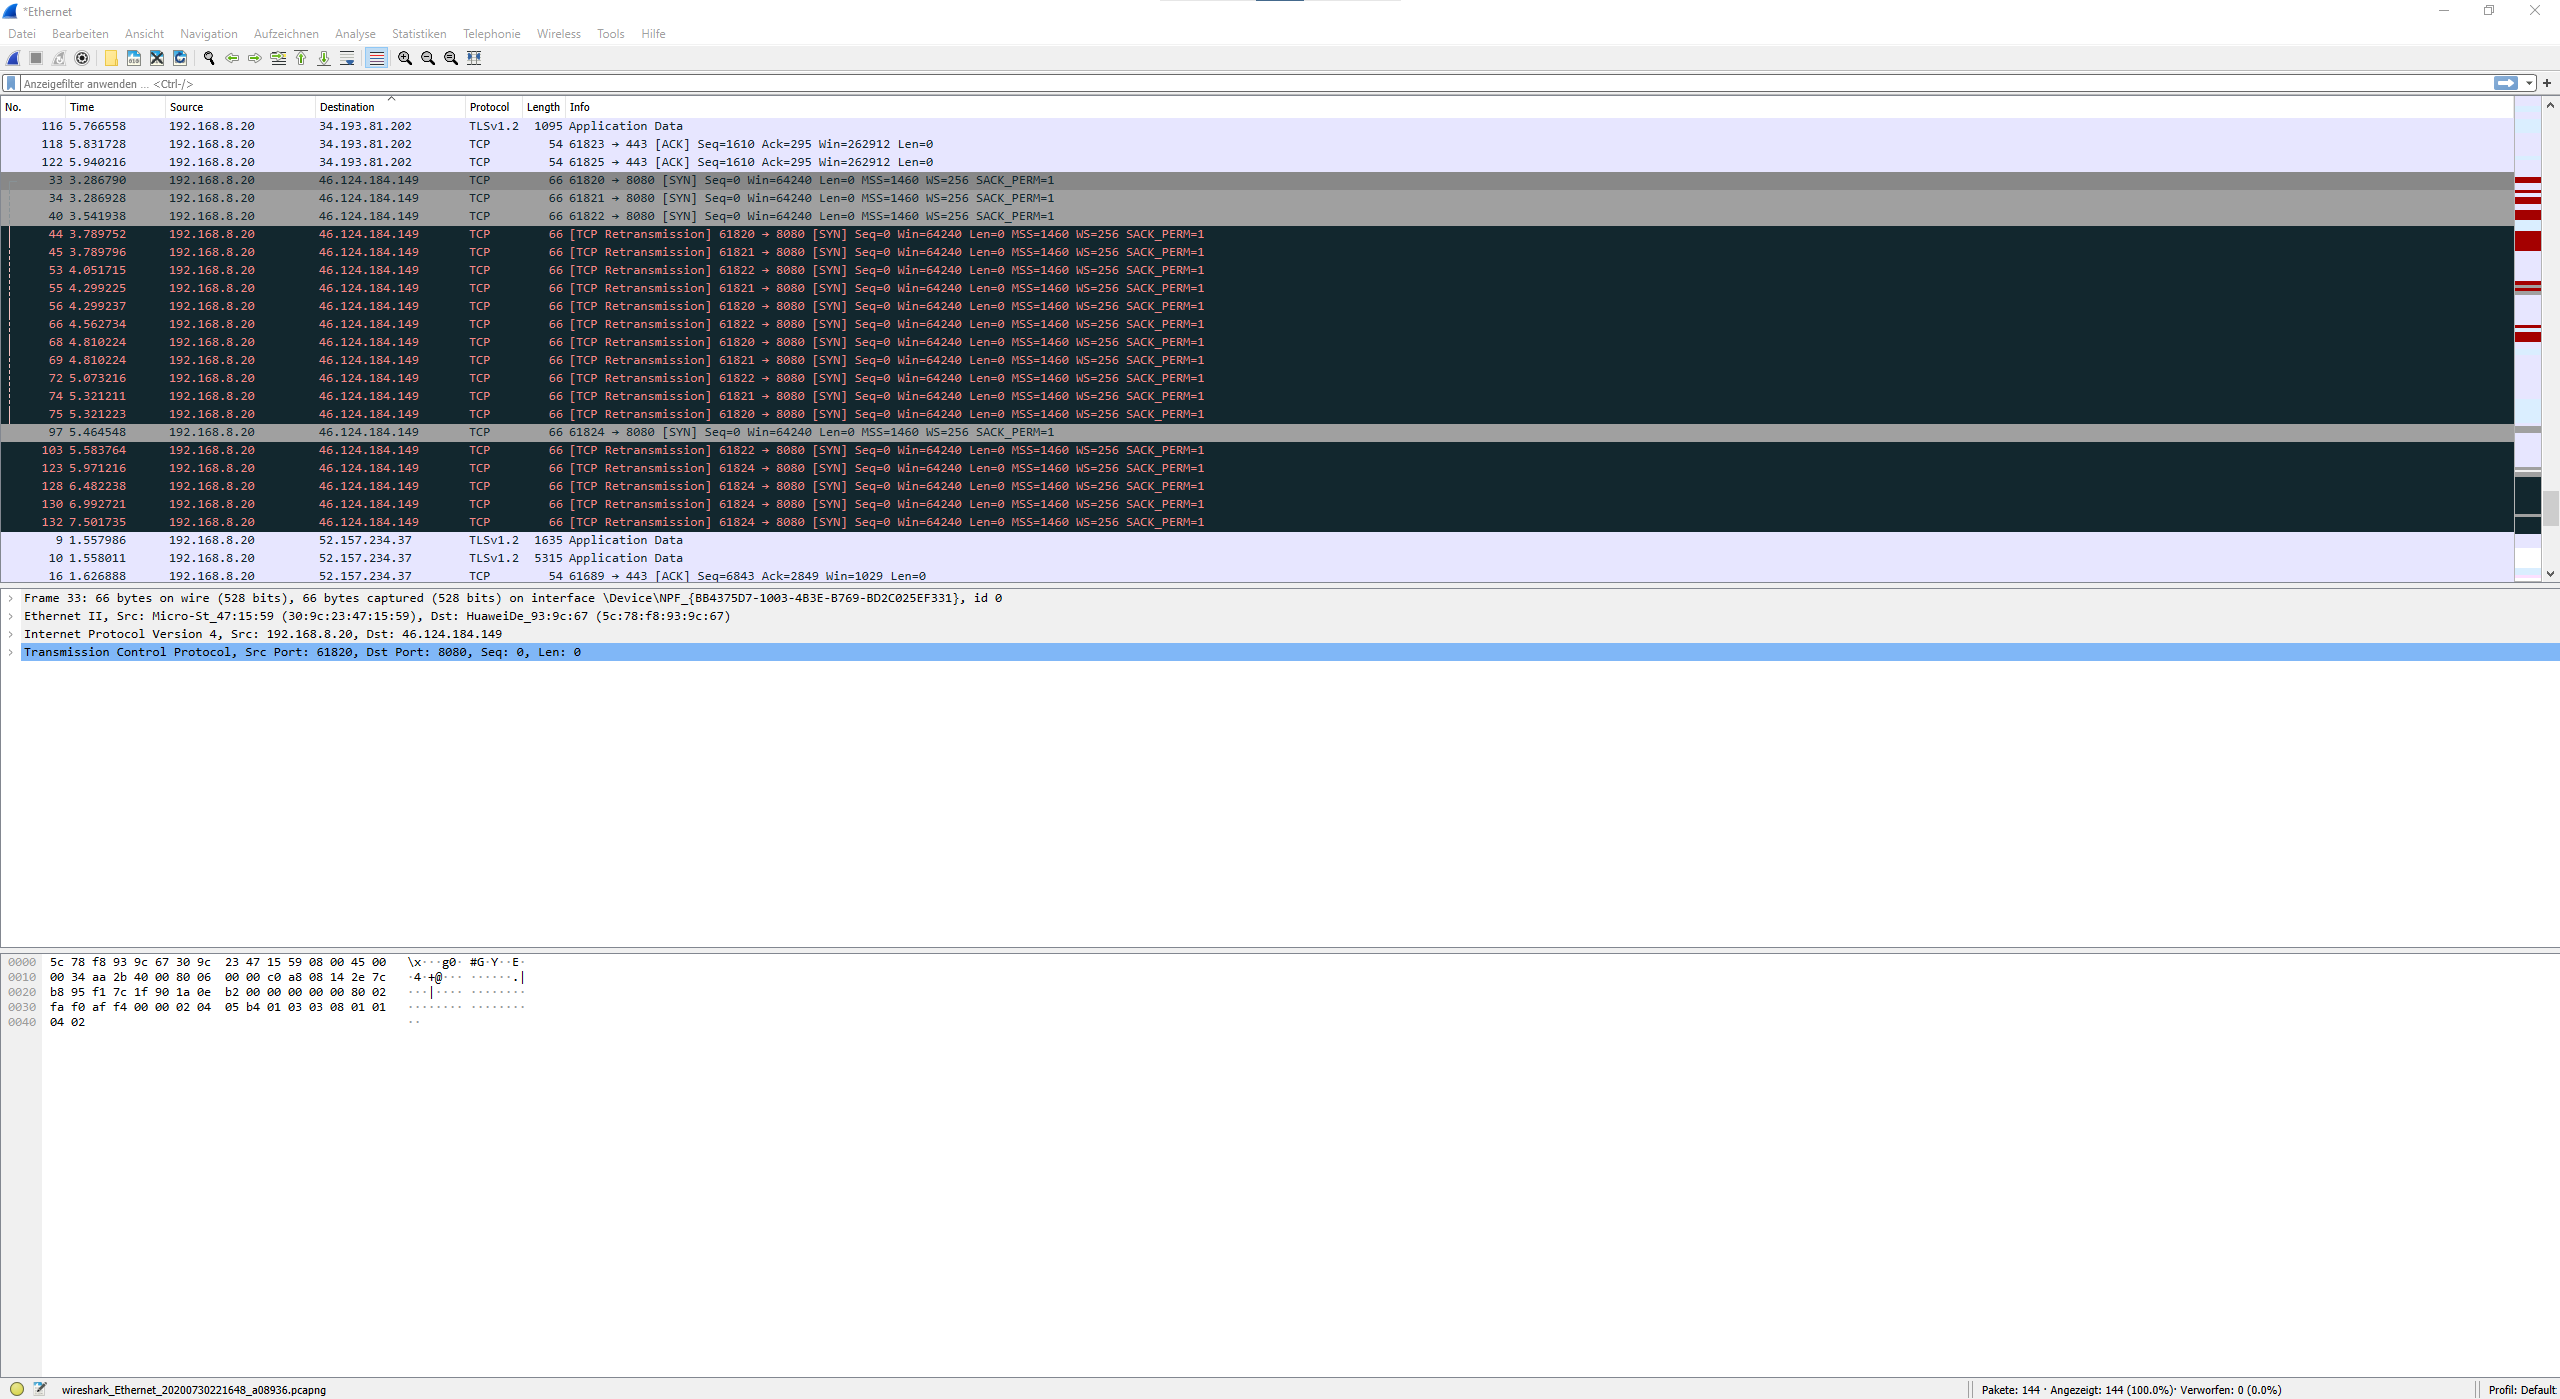 *Ethernet
Datei Bearbeiten Ansicht Navigation Aufzeichnen Analyse Statistiken Telephonie Wireless Tools Hilfe
Anzeigefilter anwenden ... <Ctrl-/>
No. Time Source Destination Protocol Length Info
116 5.766558 192.168.8.20 34.193.81.202 TLSv1.2 1095 Application Data
118 5.831728 192.168.8.20 34.193.81.202 TCP 54 61823 → 443 [ACK] Seq=1610 Ack=295 Win=262912 Len=0
122 5.940216 192.168.8.20 34.193.81.202 TCP 54 61825 → 443 [ACK] Seq=1610 Ack=295 Win=262912 Len=0
33 3.286790 192.168.8.20 46.124.184.149 TCP 66 61820 → 8080 [SYN] Seq=0 Win=64240 Len=0 MSS=1460 WS=256 SACK_PERM=1
34 3.286928 192.168.8.20 46.124.184.149 TCP 66 61821 → 8080 [SYN] Seq=0 Win=64240 Len=0 MSS=1460 WS=256 SACK_PERM=1
40 3.541938 192.168.8.20 46.124.184.149 TCP 66 61822 → 8080 [SYN] Seq=0 Win=64240 Len=0 MSS=1460 WS=256 SACK_PERM=1
44 3.789752 192.168.8.20 46.124.184.149 TCP 66 [TCP Retransmission] 61820 → 8080 [SYN] Seq=0 Win=64240 Len=0 MSS=1460 WS=256 SACK_PERM=1
45 3.789796 192.168.8.20 46.124.184.149 TCP 66 [TCP Retransmission] 61821 → 8080 [SYN] Seq=0 Win=64240 Len=0 MSS=1460 WS=256 SACK_PERM=1
53 4.051715 192.168.8.20 46.124.184.149 TCP 66 [TCP Retransmission] 61822 → 8080 [SYN] Seq=0 Win=64240 Len=0 MSS=1460 WS=256 SACK_PERM=1
55 4.299225 192.168.8.20 46.124.184.149 TCP 66 [TCP Retransmission] 61821 → 8080 [SYN] Seq=0 Win=64240 Len=0 MSS=1460 WS=256 SACK_PERM=1
56 4.299237 192.168.8.20 46.124.184.149 TCP 66 [TCP Retransmission] 61820 → 8080 [SYN] Seq=0 Win=64240 Len=0 MSS=1460 WS=256 SACK_PERM=1
66 4.562734 192.168.8.20 46.124.184.149 TCP 66 [TCP Retransmission] 61822 → 8080 [SYN] Seq=0 Win=64240 Len=0 MSS=1460 WS=256 SACK_PERM=1
68 4.810224 192.168.8.20 46.124.184.149 TCP 66 [TCP Retransmission] 61820 → 8080 [SYN] Seq=0 Win=64240 Len=0 MSS=1460 WS=256 SACK_PERM=1
69 4.810224 192.168.8.20 46.124.184.149 TCP 66 [TCP Retransmission] 61821 → 8080 [SYN] Seq=0 Win=64240 Len=0 MSS=1460 WS=256 SACK_PERM=1
72 5.073216 192.168.8.20 46.124.184.149 TCP 66 [TCP Retransmission] 61822 → 8080 [SYN] Seq=0 Win=64240 Len=0 MSS=1460 WS=256 SACK_PERM=1
74 5.321211 192.168.8.20 46.124.184.149 TCP 66 [TCP Retransmission] 61821 → 8080 [SYN] Seq=0 Win=64240 Len=0 MSS=1460 WS=256 SACK_PERM=1
75 5.321223 192.168.8.20 46.124.184.149 TCP 66 [TCP Retransmission] 61820 → 8080 [SYN] Seq=0 Win=64240 Len=0 MSS=1460 WS=256 SACK_PERM=1
97 5.464548 192.168.8.20 46.124.184.149 TCP 66 61824 → 8080 [SYN] Seq=0 Win=64240 Len=0 MSS=1460 WS=256 SACK_PERM=1
103 5.583764 192.168.8.20 46.124.184.149 TCP 66 [TCP Retransmission] 61822 → 8080 [SYN] Seq=0 Win=64240 Len=0 MSS=1460 WS=256 SACK_PERM=1
123 5.971216 192.168.8.20 46.124.184.149 TCP 66 [TCP Retransmission] 61824 → 8080 [SYN] Seq=0 Win=64240 Len=0 MSS=1460 WS=256 SACK_PERM=1
128 6.482238 192.168.8.20 46.124.184.149 TCP 66 [TCP Retransmission] 61824 → 8080 [SYN] Seq=0 Win=64240 Len=0 MSS=1460 WS=256 SACK_PERM=1
130 6.992721 192.168.8.20 46.124.184.149 TCP 66 [TCP Retransmission] 61824 → 8080 [SYN] Seq=0 Win=64240 Len=0 MSS=1460 WS=256 SACK_PERM=1
132 7.501735 192.168.8.20 46.124.184.149 TCP 66 [TCP Retransmission] 61824 → 8080 [SYN] Seq=0 Win=64240 Len=0 MSS=1460 WS=256 SACK_PERM=1
9 1.557986 192.168.8.20 52.157.234.37 TLSv1.2 1635 Application Data
10 1.558011 192.168.8.20 52.157.234.37 TLSv1.2 5315 Application Data
16 1.626888 192.168.8.20 52.157.234.37 TCP 54 61689 → 443 [ACK] Seq=6843 Ack=2849 Win=1029 Len=0
Frame 33: 66 bytes on wire (528 bits), 66 bytes captured (528 bits) on interface \Device\NPF_{BB4375D7-1003-4B3E-B769-BD2C025EF331}, id 0
Ethernet II, Src: Micro-St_47:15:59 (30:9c:23:47:15:59), Dst: HuaweiDe_93:9c:67 (5c:78:f8:93:9c:67)
Internet Protocol Version 4, Src: 192.168.8.20, Dst: 46.124.184.149
Transmission Control Protocol, Src Port: 61820, Dst Port: 8080, Seq: 0, Len: 0
0000 5c 78 f8 93 9c 67 30 9c 23 47 15 59 08 00 45 00 \x···g0· #G·Y··E·
0010 00 34 aa 2b 40 00 80 06 00 00 c0 a8 08 14 2e 7c ·4·+@··· ······.|
0020 b8 95 f1 7c 1f 90 1a 0e b2 00 00 00 00 00 80 02 ···|···· ········
0030 fa f0 af f4 00 00 02 04 05 b4 01 03 03 08 01 01 ········ ········
0040 04 02 ··
wireshark_Ethernet_20200730221648_a08936.pcapng Pakete: 144 · Angezeigt: 144 (100.0%) · Verworfen: 0 (0.0%) Profil: Default